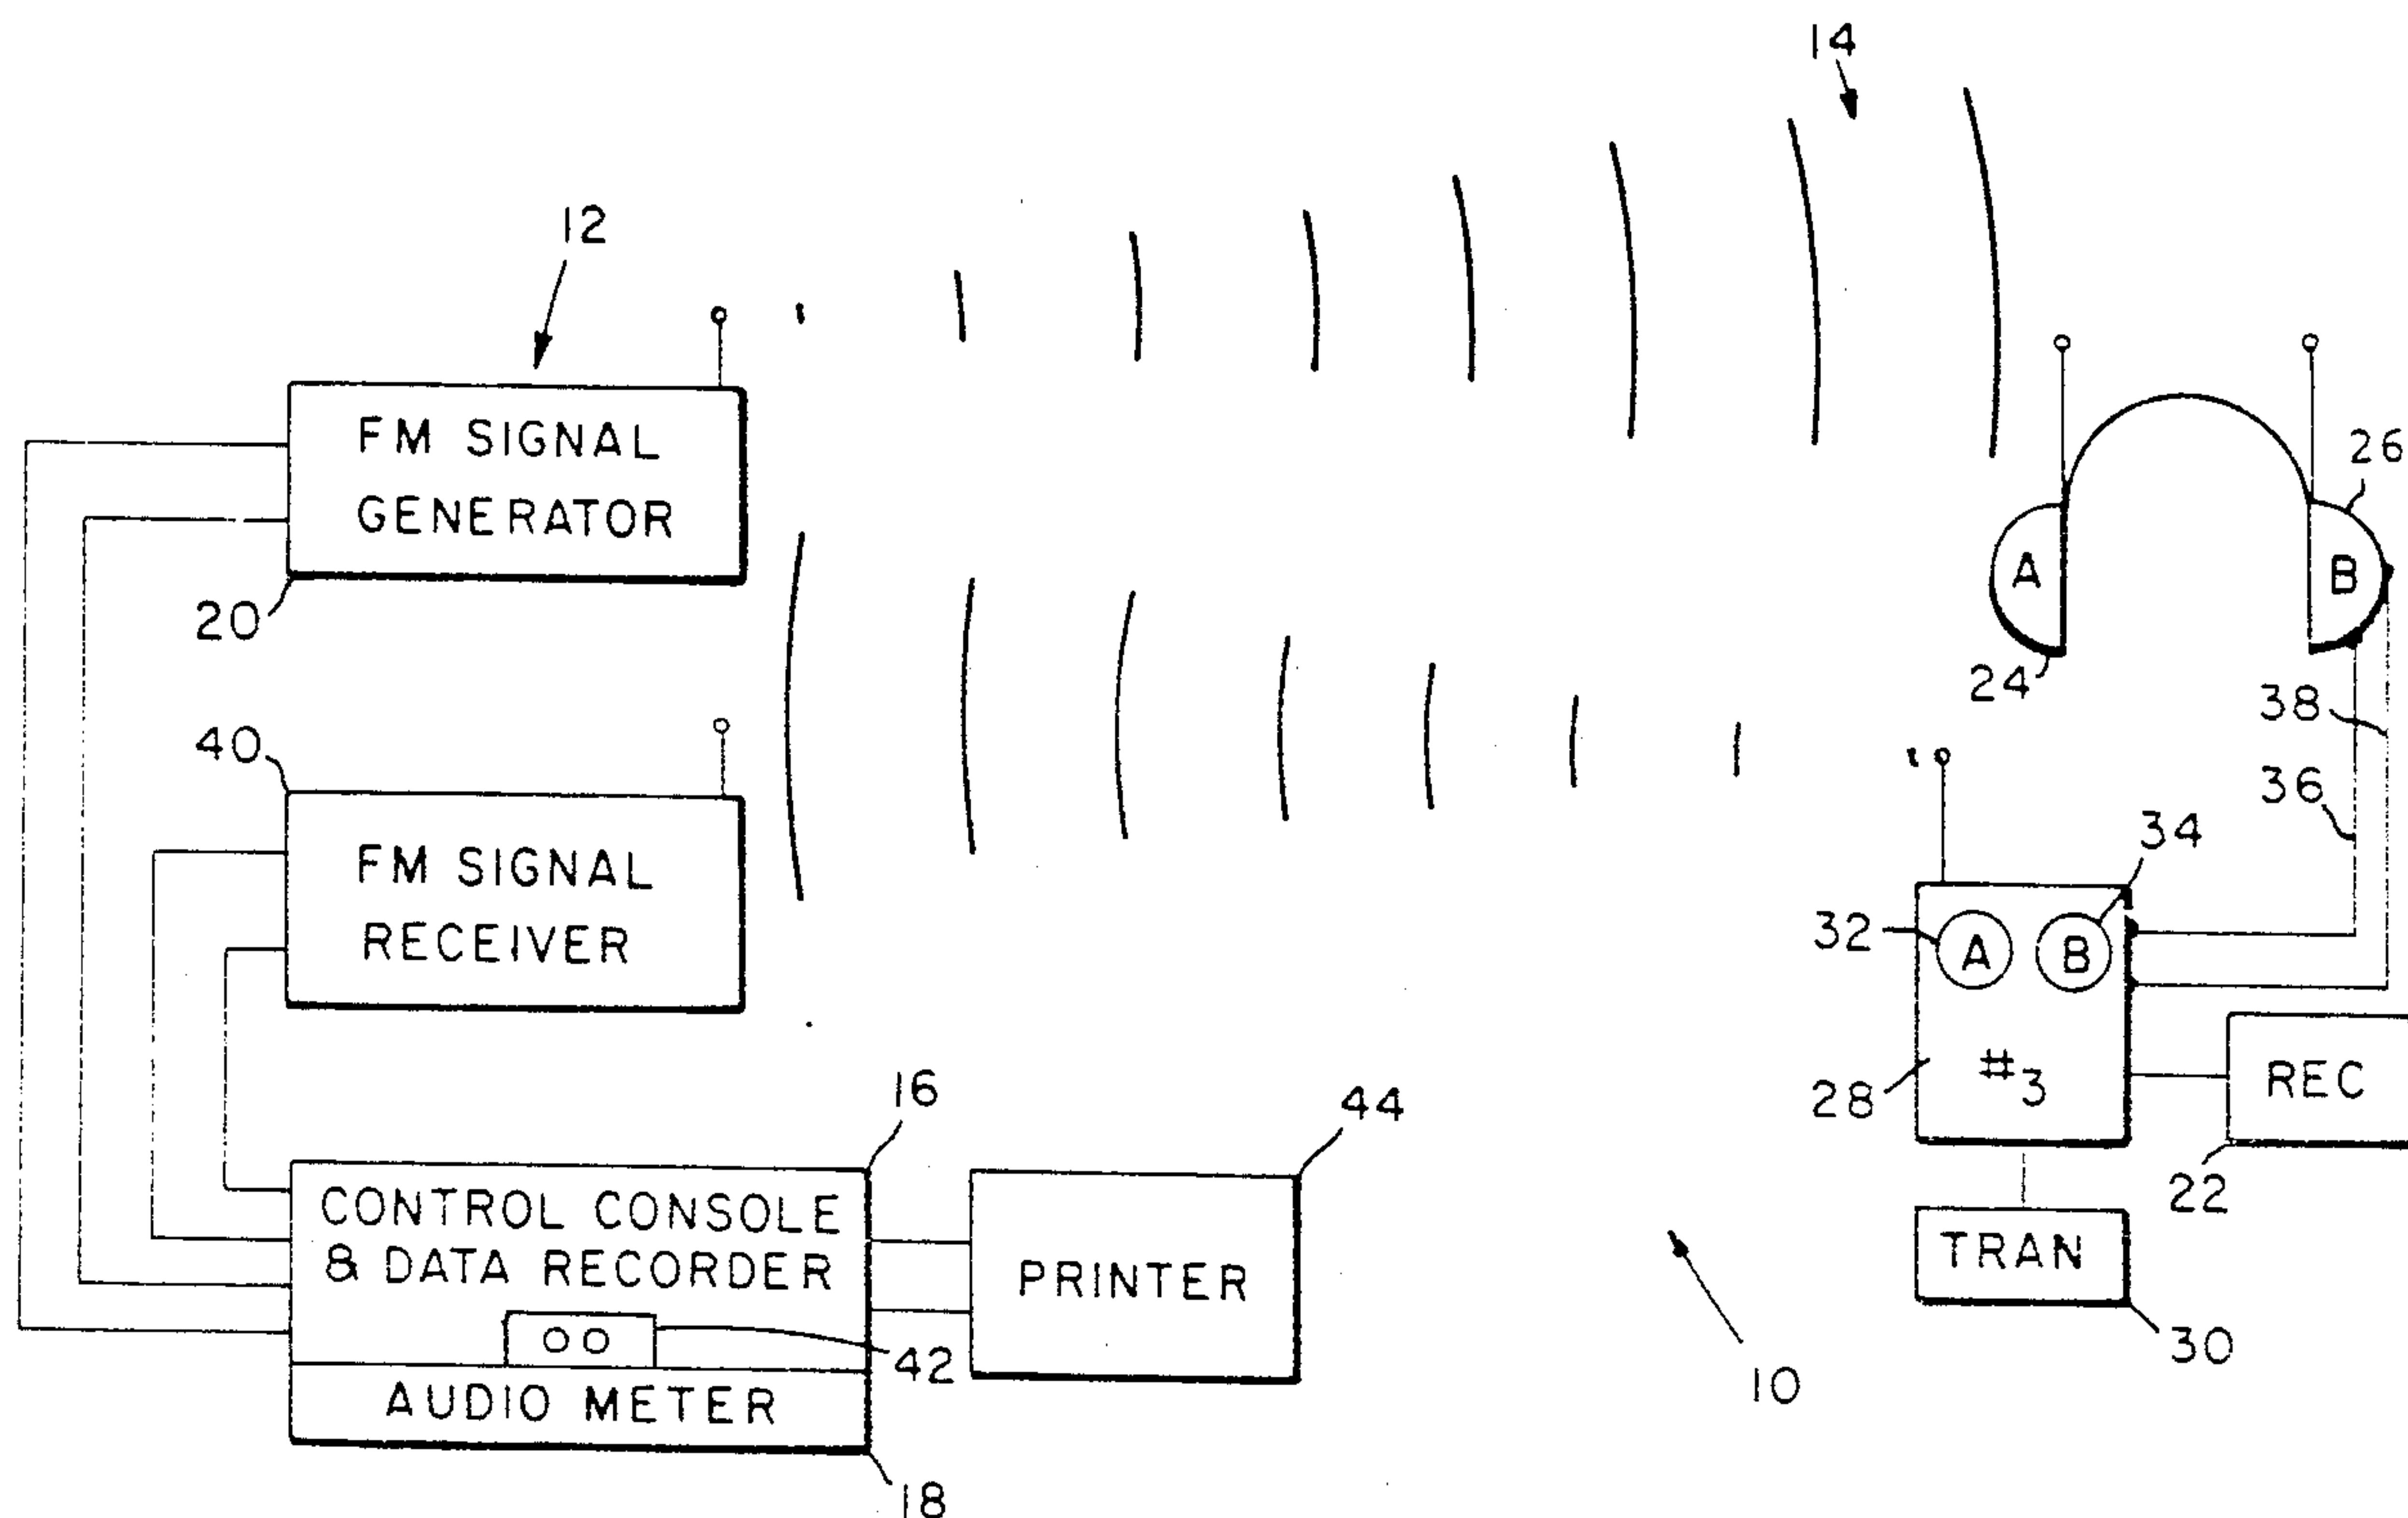 14
12
FM SIGNAL
GENERATOR
20
26
A
B
24
38
40
36
FM SIGNAL
RECEIVER
34
32
A
B
#3
28
REC
22
16
44
CONTROL CONSOLE
& DATA RECORDER
PRINTER
TRAN
42
30
10
AUDIO METER
18